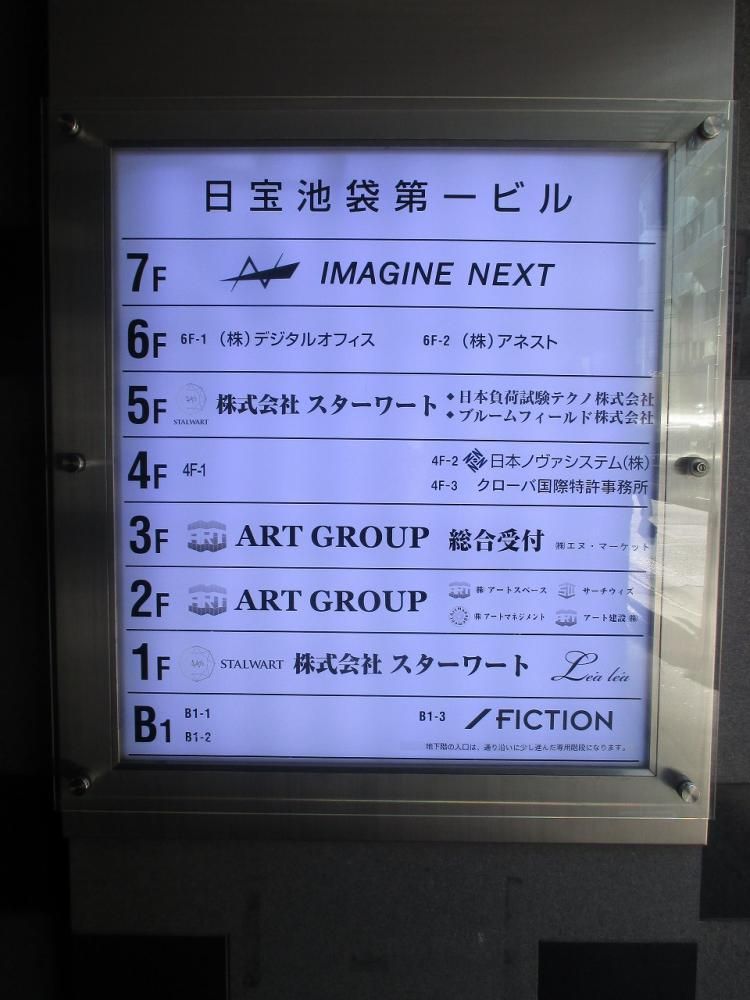 日宝池袋第一ビル
7F IMAGINE NEXT
6F 6F-1 (株)デジタルオフィス 6F-2 (株)アネスト
5F STALWART 株式会社 スターワート ◆日本負荷試験テクノ株式会社
◆ブルームフィールド株式会社
4F 4F-1 4F-2 日本ノヴァシステム(株)
4F-3 クローバ国際特許事務所
3F ART ART GROUP 総合受付 ㈱エヌ・マーケット
2F ART ART GROUP ART ㈱アートスペース サーチウィズ
㈱アートマネジメント ART アート建設㈱
1F STALWART 株式会社 スターワート Lea lea
B1 B1-1 B1-3 FICTION
B1-2
地下階の入口は、通り沿いに少し進んだ専用階段になります。